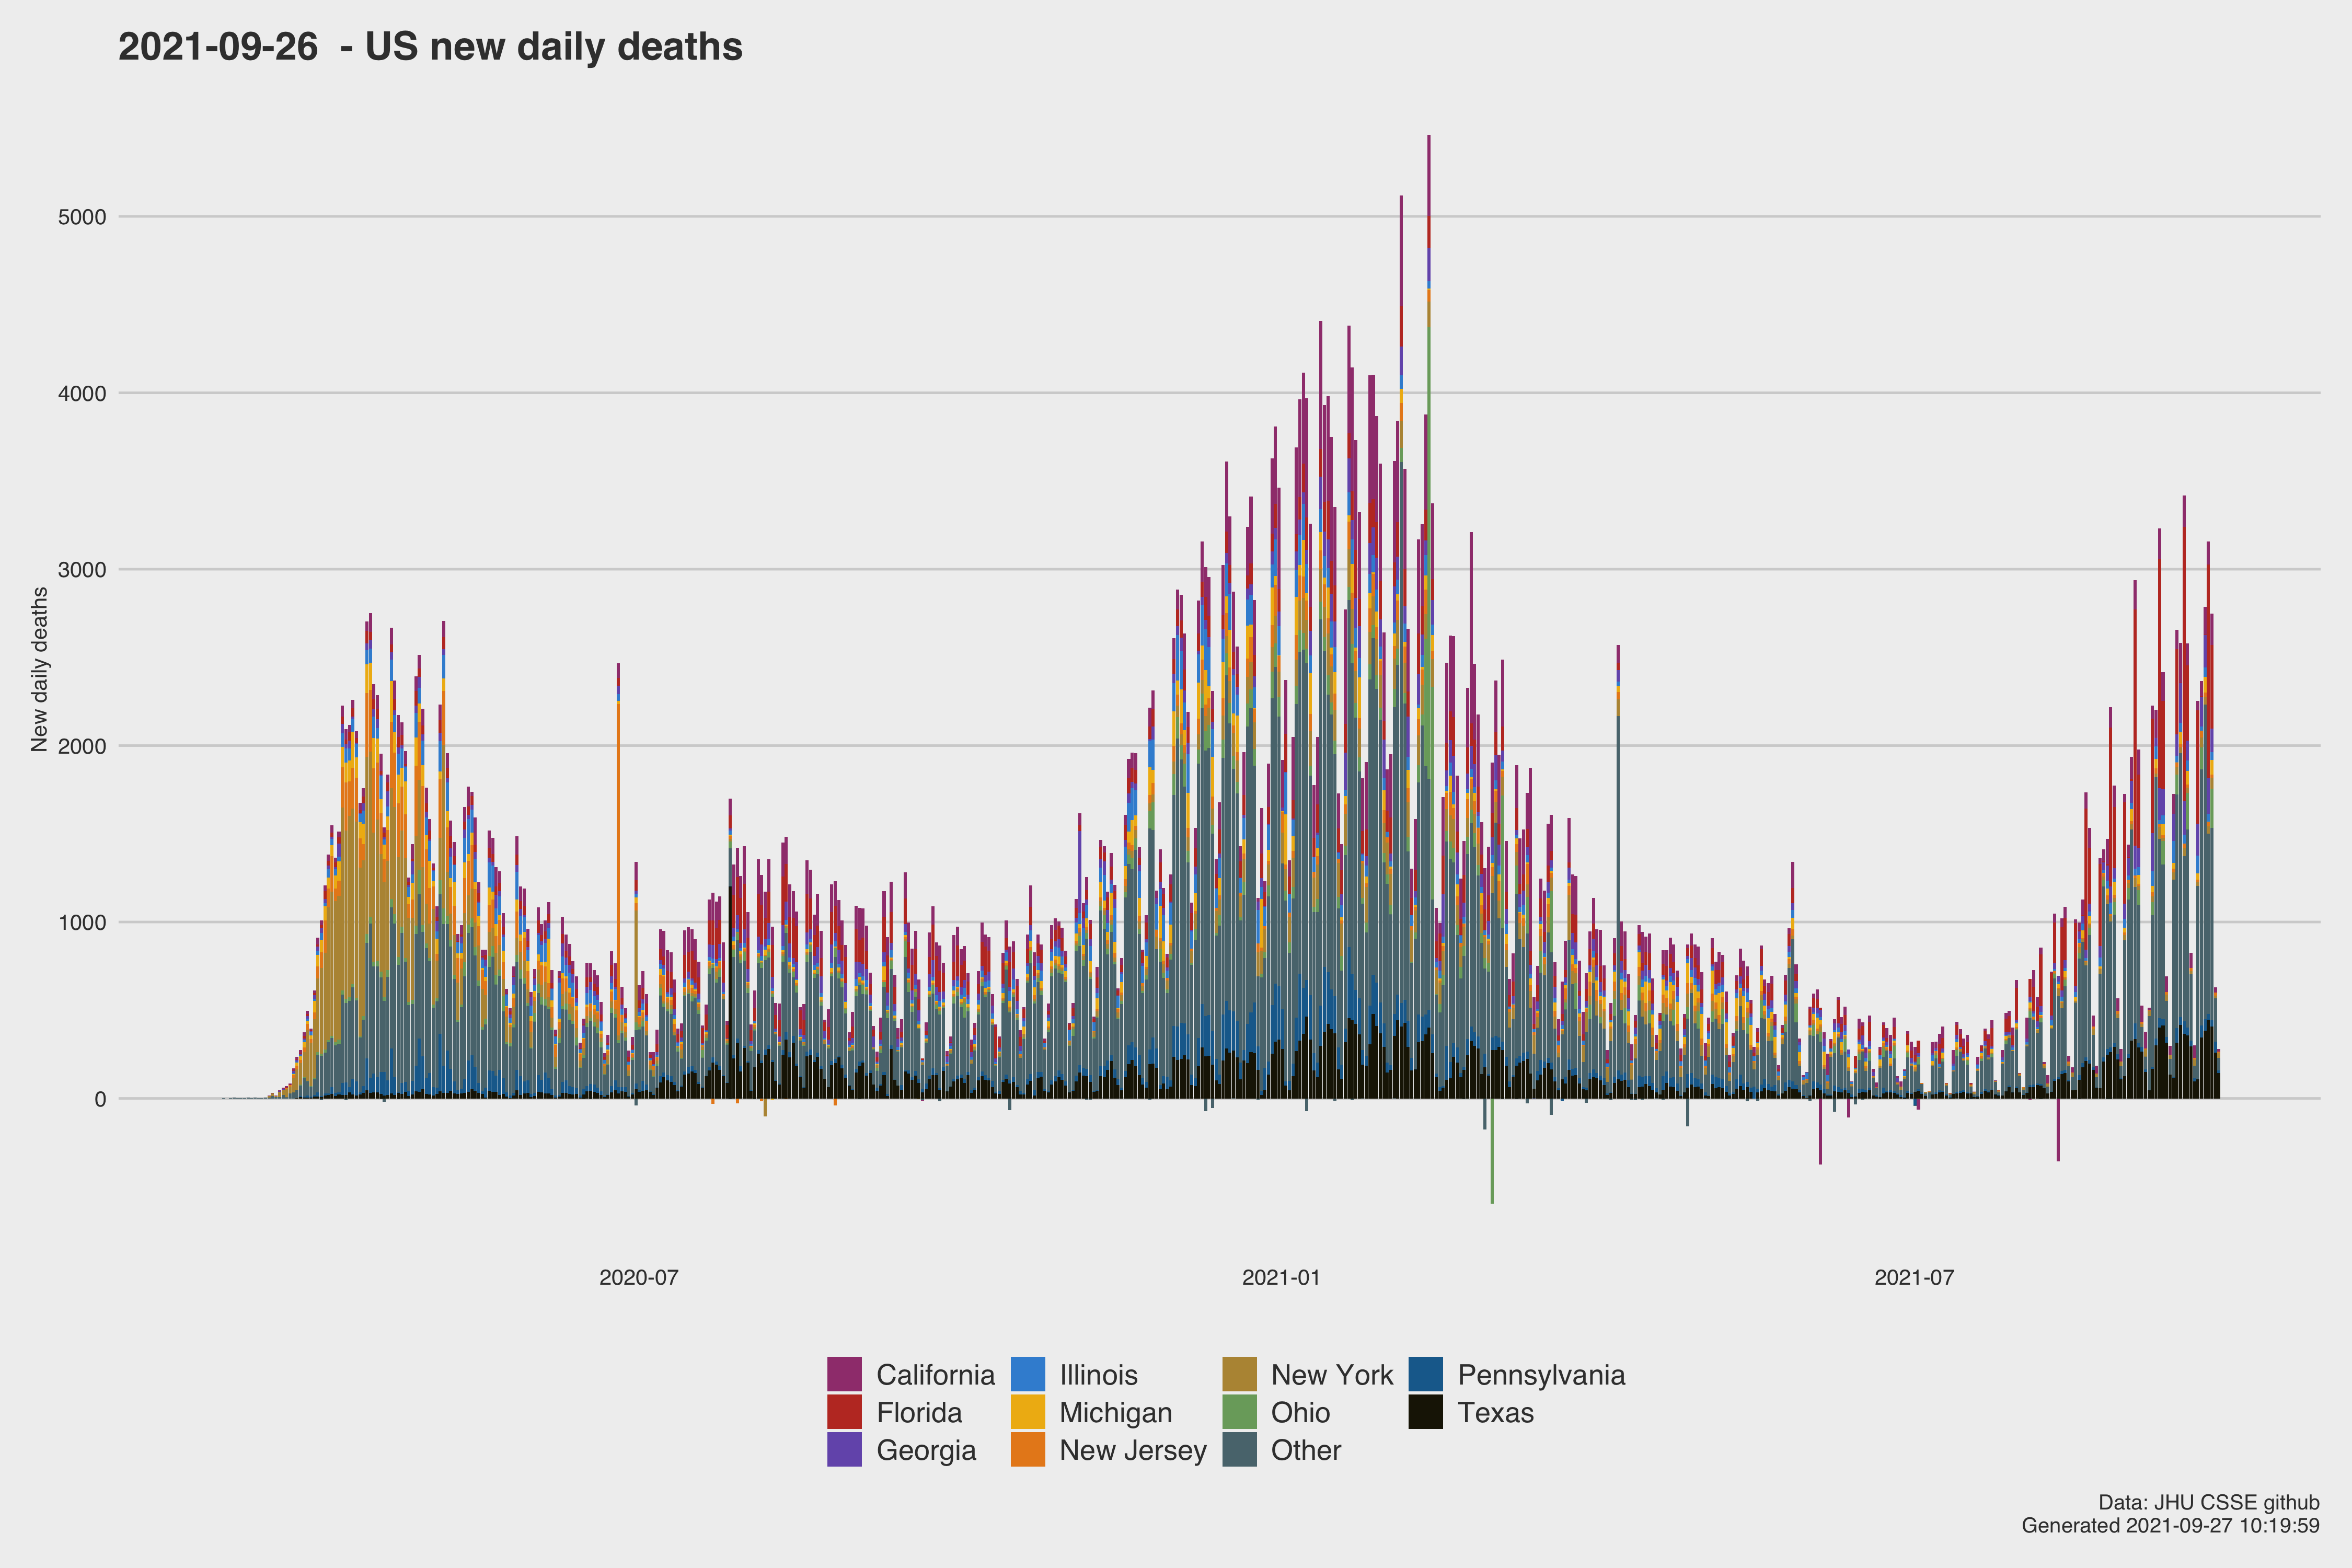 2021-09-26  - US new daily deaths
5000
4000
3000
2000
1000
0
New daily deaths
2020-07
2021-01
2021-07
California
Florida
Georgia
Illinois
Michigan
New Jersey
New York
Ohio
Other
Pennsylvania
Texas
Data: JHU CSSE github
Generated 2021-09-27 10:19:59